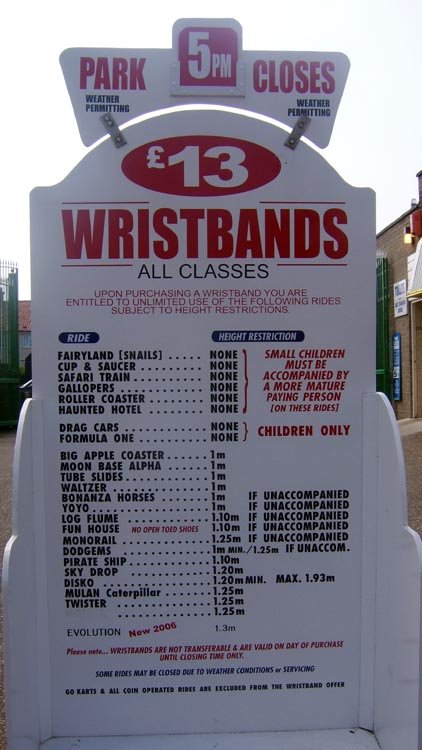 PARK 5PM CLOSES
WEATHER PERMITTING WEATHER PERMITTING
£13
WRISTBANDS
ALL CLASSES
UPON PURCHASING A WRISTBAND YOU ARE
ENTITLED TO UNLIMITED USE OF THE FOLLOWING RIDES
SUBJECT TO HEIGHT RESTRICTIONS.
RIDE HEIGHT RESTRICTION
FAIRYLAND [SNAILS] ...... NONE
CUP & SAUCER .......... NONE
SAFARI TRAIN .......... NONE
GALLOPERS .......... NONE
ROLLER COASTER ........ NONE
HAUNTED HOTEL ........ NONE
SMALL CHILDREN
MUST BE
ACCOMPANIED BY
A MORE MATURE
PAYING PERSON
[ON THESE RIDES]
DRAG CARS .......... NONE
FORMULA ONE .......... NONE
CHILDREN ONLY
BIG APPLE COASTER ...... 1m
MOON BASE ALPHA ...... 1m
TUBE SLIDES .......... 1m
WALTZER .......... 1m
BONANZA HORSES ........ 1m IF UNACCOMPANIED
YOYO .......... 1m IF UNACCOMPANIED
LOG FLUME .......... 1.10m IF UNACCOMPANIED
FUN HOUSE NO OPEN TOED SHOES 1.10m IF UNACCOMPANIED
MONORAIL .......... 1.25m IF UNACCOMPANIED
DODGEMS .......... 1m MIN./1.25m IF UNACCOM.
PIRATE SHIP .......... 1.10m
SKY DROP .......... 1.20m
DISKO .......... 1.20m MIN. MAX. 1.93m
MULAN Caterpillar ........ 1.25m
TWISTER .......... 1.25m
.......... 1.25m
EVOLUTION New 2006 1.3m
Please note... WRISTBANDS ARE NOT TRANSFERABLE & ARE VALID ON DAY OF PURCHASE
UNTIL CLOSING TIME ONLY.
SOME RIDES MAY BE CLOSED DUE TO WEATHER CONDITIONS or SERVICING
GO KARTS & ALL COIN OPERATED RIDES ARE EXCLUDED FROM THE WRISTBAND OFFER